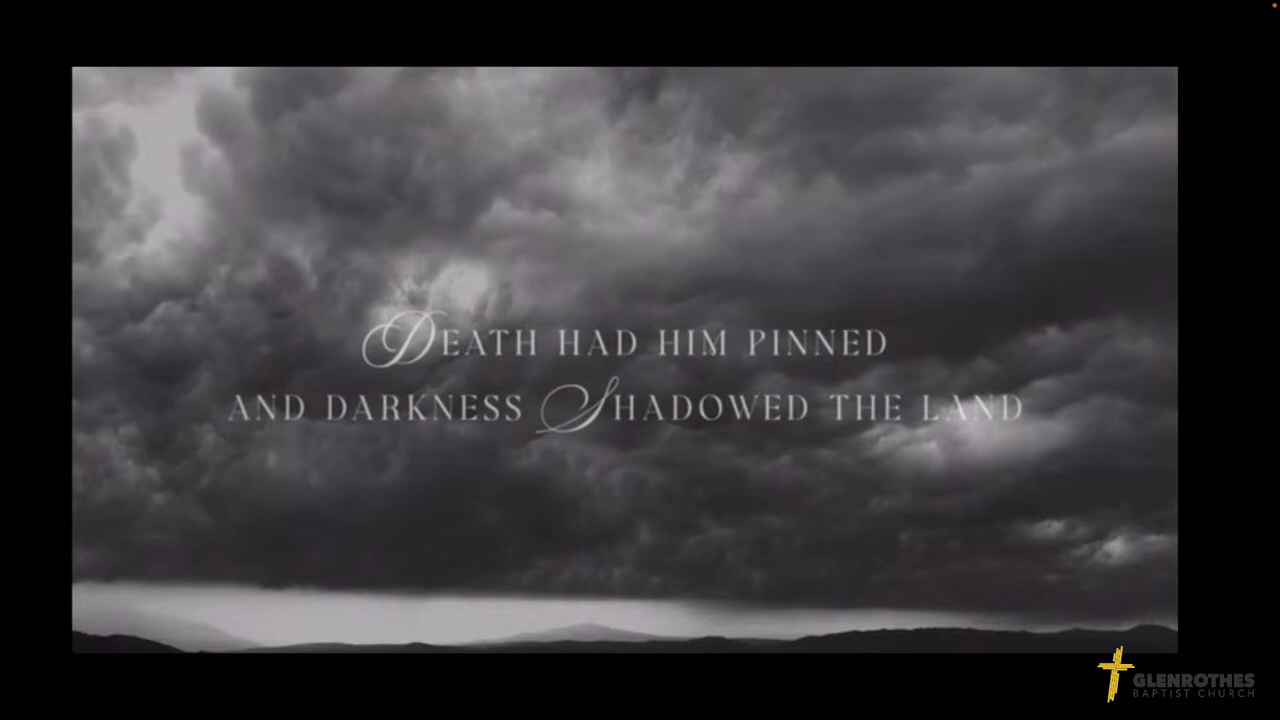 DEATH HAD HIM PINNED
AND DARKNESS SHADOWED THE LAND
GLENROTHES
BAPTIST CHURCH